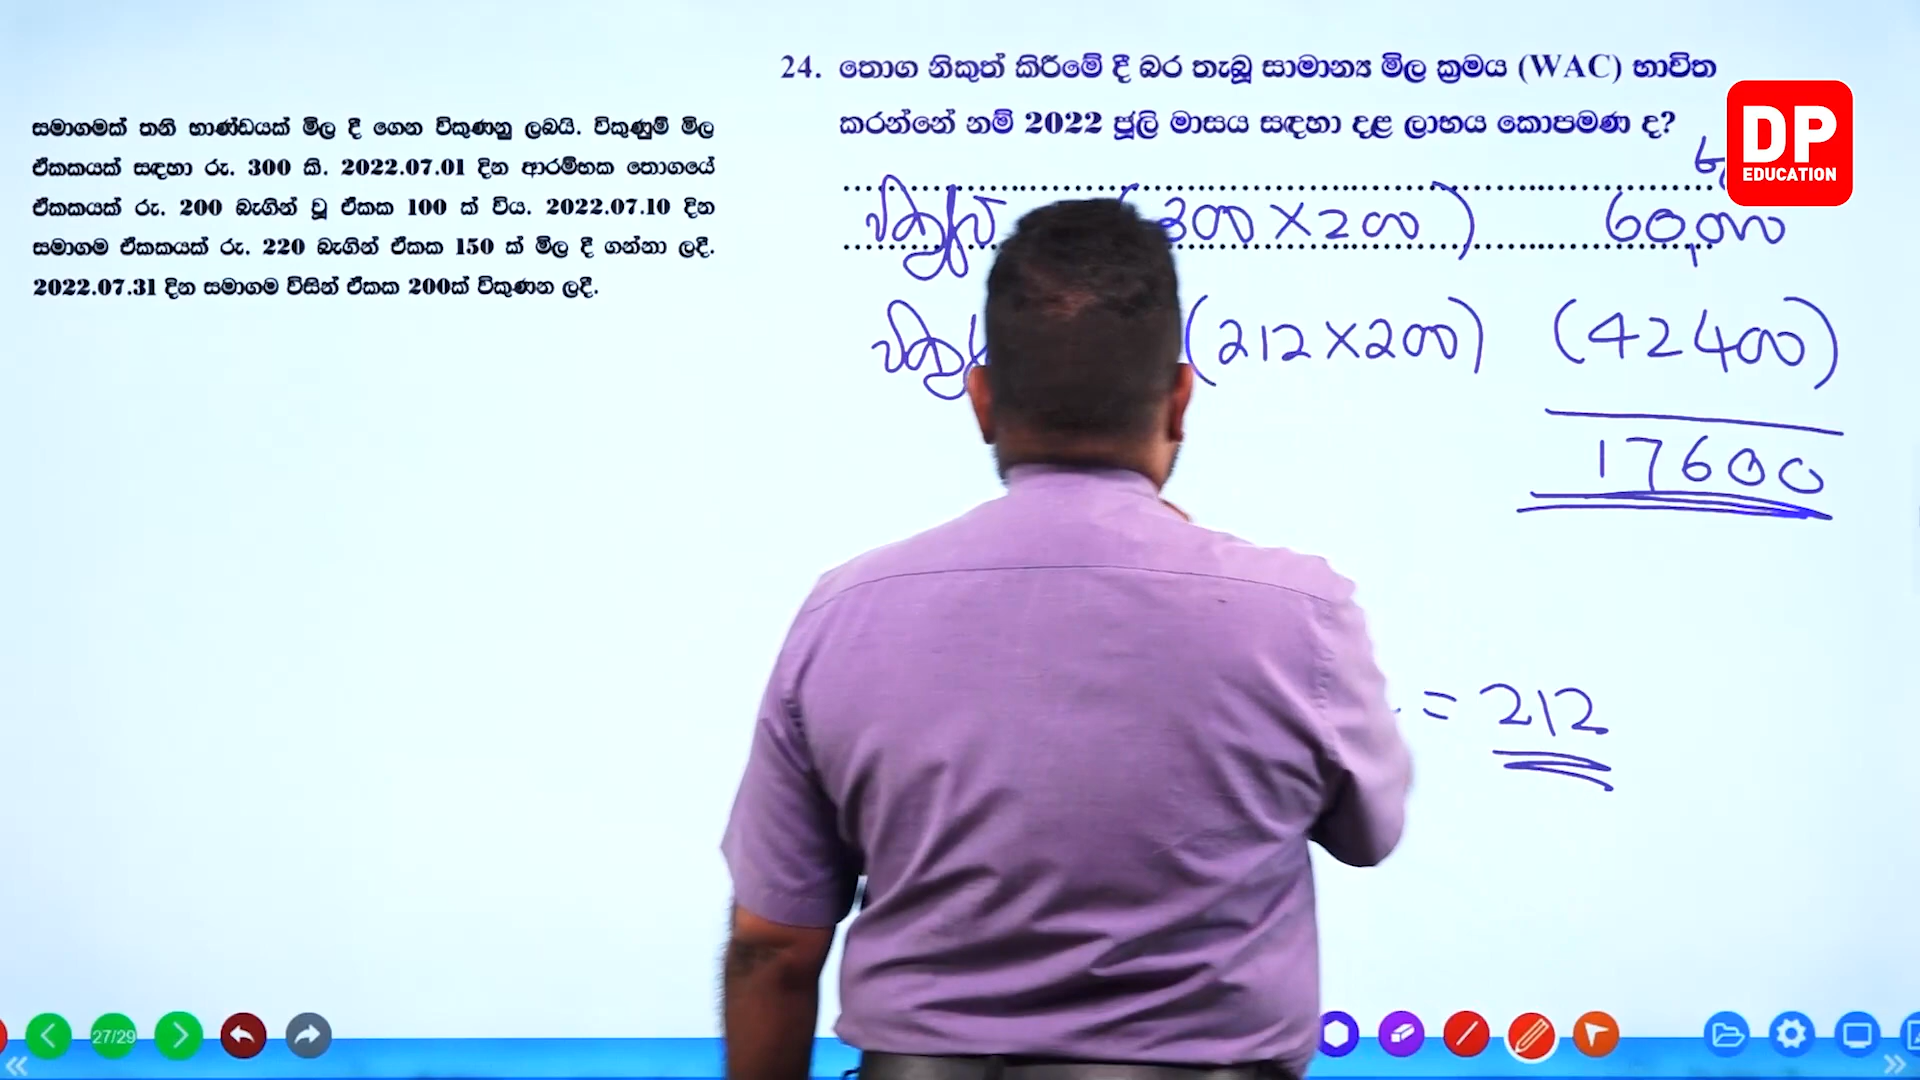 24. තොග නිකුත් කිරීමේ දී බර තැබූ සාමාන්‍ය මිල ක්‍රමය (WAC) භාවිත
කරන්නේ නම් 2022 ජූලි මාසය සඳහා දළ ලාභය කොපමණ ද?
සමාගමක් තනි භාණ්ඩයක් මිල දී ගෙන විකුණනු ලබයි. විකුණුම් මිල
ඒකකයක් සඳහා රු. 300 කි. 2022.07.01 දින ආරම්භක තොගයේ
ඒකකයක් රු. 200 බැගින් වූ ඒකක 100 ක් විය. 2022.07.10 දින
සමාගම ඒකකයක් රු. 220 බැගින් ඒකක 150 ක් මිල දී ගන්නා ලදී.
2022.07.31 දින සමාගම විසින් ඒකක 200ක් විකුණන ලදී.
DP
EDUCATION
(300 × 200) 60,000
(212 × 200) (42400)
17600
= 212
27/29